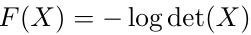 F(X) = − log det(X)